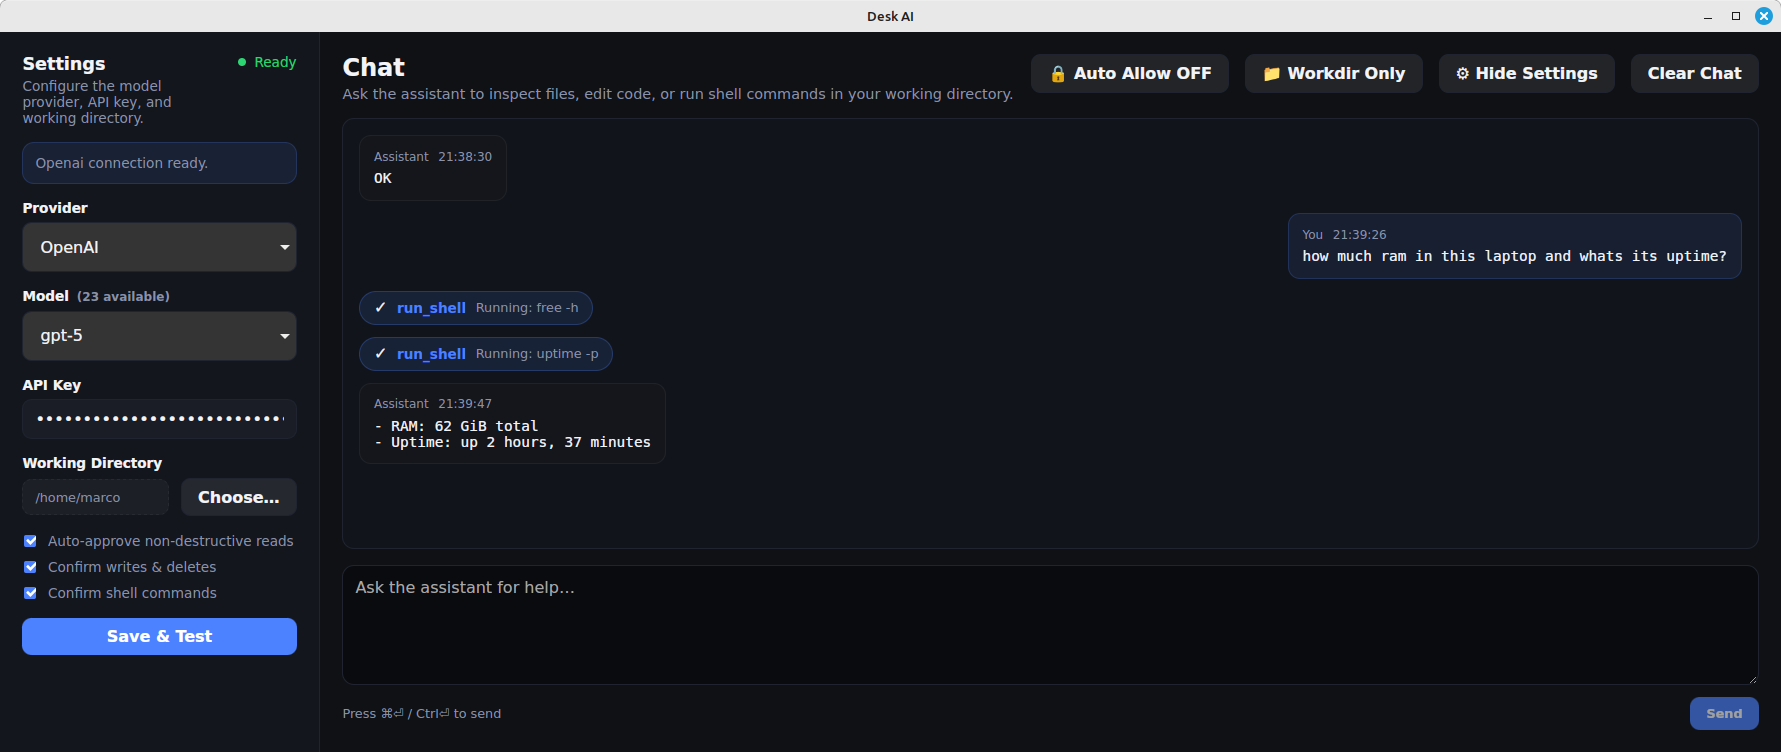 Desk AI
Settings
Ready
Configure the model
provider, API key, and
working directory.
Openai connection ready.
Provider
OpenAI
Model (23 available)
gpt-5
API Key
Working Directory
/home/marco
Choose...
Auto-approve non-destructive reads
Confirm writes & deletes
Confirm shell commands
Save & Test
Chat
Ask the assistant to inspect files, edit code, or run shell commands in your working directory.
Auto Allow OFF
Workdir Only
Hide Settings
Clear Chat
Assistant 21:38:30
OK
You 21:39:26
how much ram in this laptop and whats its uptime?
✓ run_shell Running: free -h
✓ run_shell Running: uptime -p
Assistant 21:39:47
- RAM: 62 GiB total
- Uptime: up 2 hours, 37 minutes
Ask the assistant for help...
Press ⌘⏎ / Ctrl⏎ to send
Send